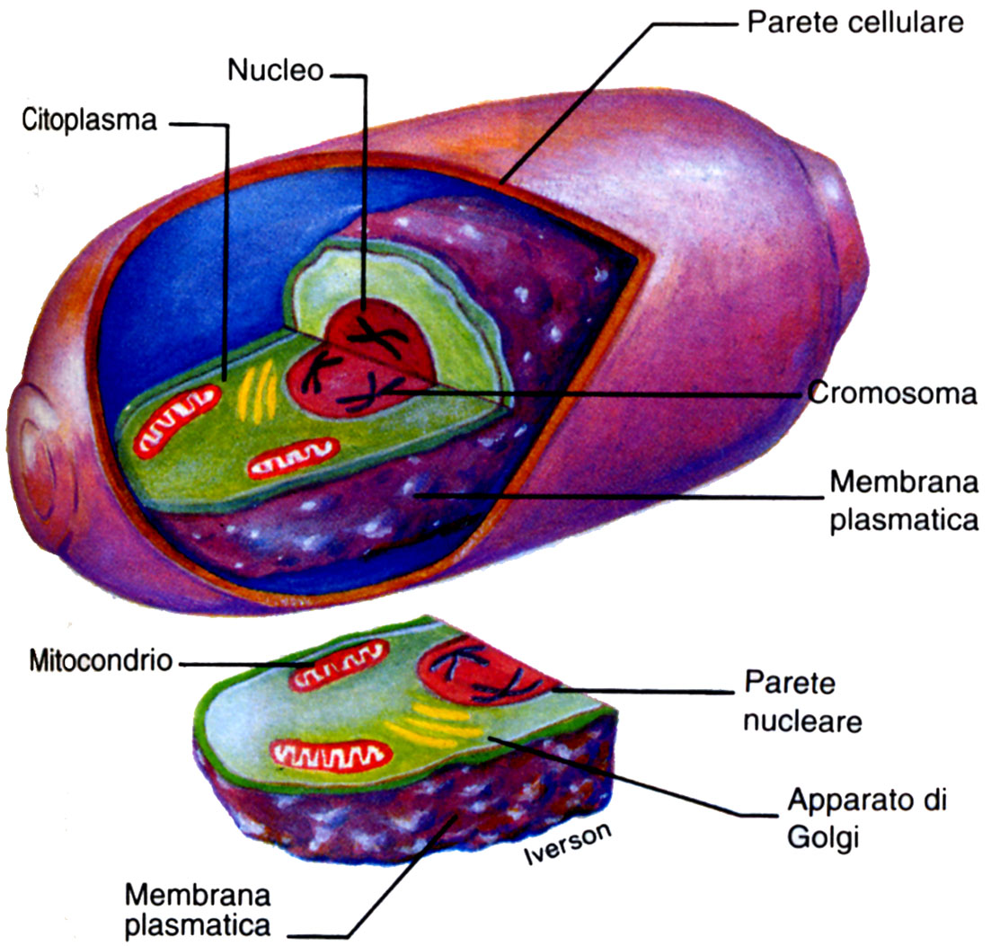 Parete cellulare
Nucleo
Citoplasma
Cromosoma
Membrana
plasmatica
Mitocondrio
Parete
nucleare
Apparato di
Golgi
Iverson
Membrana
plasmatica